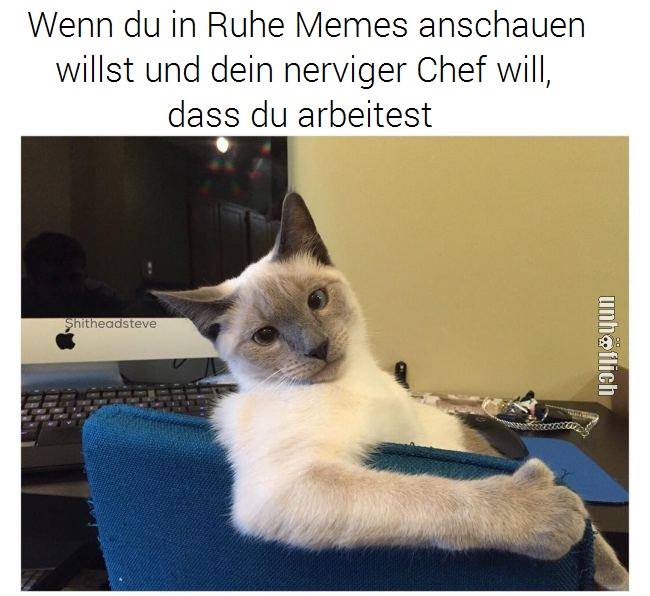 Wenn du in Ruhe Memes anschauen
willst und dein nerviger Chef will,
dass du arbeitest
Shitheadsteve
unhöflich